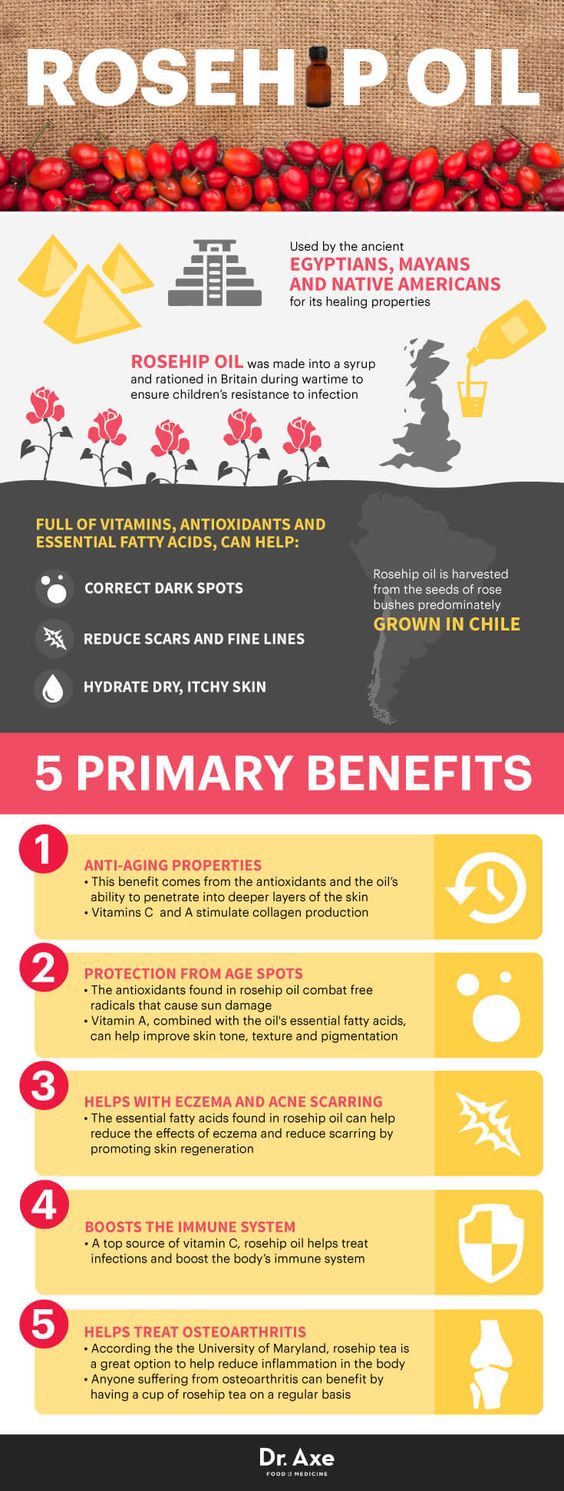 ROSEHIP OIL
Used by the ancient
EGYPTIANS, MAYANS
AND NATIVE AMERICANS
for its healing properties
ROSEHIP OIL was made into a syrup
and rationed in Britain during wartime to
ensure children's resistance to infection
FULL OF VITAMINS, ANTIOXIDANTS AND
ESSENTIAL FATTY ACIDS, CAN HELP:
CORRECT DARK SPOTS
REDUCE SCARS AND FINE LINES
HYDRATE DRY, ITCHY SKIN
Rosehip oil is harvested
from the seeds of rose
bushes predominately
GROWN IN CHILE
5 PRIMARY BENEFITS
1
ANTI-AGING PROPERTIES
• This benefit comes from the antioxidants and the oil's
ability to penetrate into deeper layers of the skin
• Vitamins C and A stimulate collagen production
2
PROTECTION FROM AGE SPOTS
• The antioxidants found in rosehip oil combat free
radicals that cause sun damage
• Vitamin A, combined with the oil's essential fatty acids,
can help improve skin tone, texture and pigmentation
3
HELPS WITH ECZEMA AND ACNE SCARRING
• The essential fatty acids found in rosehip oil can help
reduce the effects of eczema and reduce scarring by
promoting skin regeneration
4
BOOSTS THE IMMUNE SYSTEM
• A top source of vitamin C, rosehip oil helps treat
infections and boost the body's immune system
5
HELPS TREAT OSTEOARTHRITIS
• According the the University of Maryland, rosehip tea is
a great option to help reduce inflammation in the body
• Anyone suffering from osteoarthritis can benefit by
having a cup of rosehip tea on a regular basis
Dr. Axe
FOOD IS MEDICINE